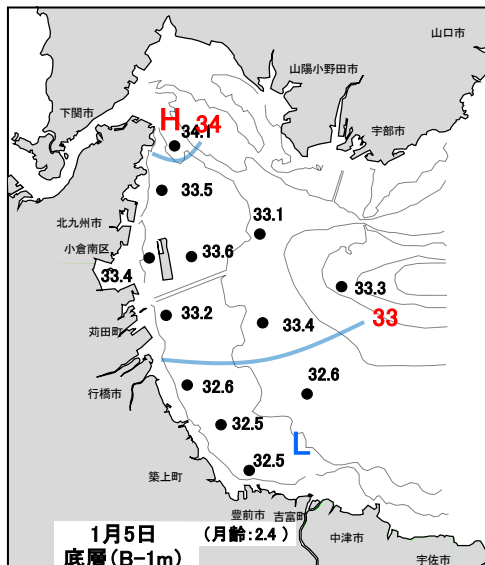 山口市
山陽小野田市
下関市
宇部市
H 34
34.1
33.5
北九州市
33.1
小倉南区
33.6
33.4
33.3
33.2
33
33.4
苅田町
行橋市
32.6
32.6
32.5
L
32.5
築上町
豊前市
吉富町
1月5日 (月齢:2.4)
中津市
底層(B-1m)
宇佐市